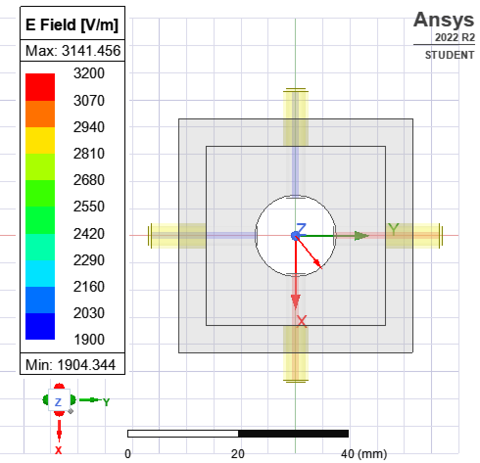 E Field [V/m]
Max: 3141.456
3200
3070
2940
2810
2680
2550
2420
2290
2160
2030
1900
Min: 1904.344
Ansys
2022 R2
STUDENT
Z
Y
X
Z
Y
X
0
20
40 (mm)